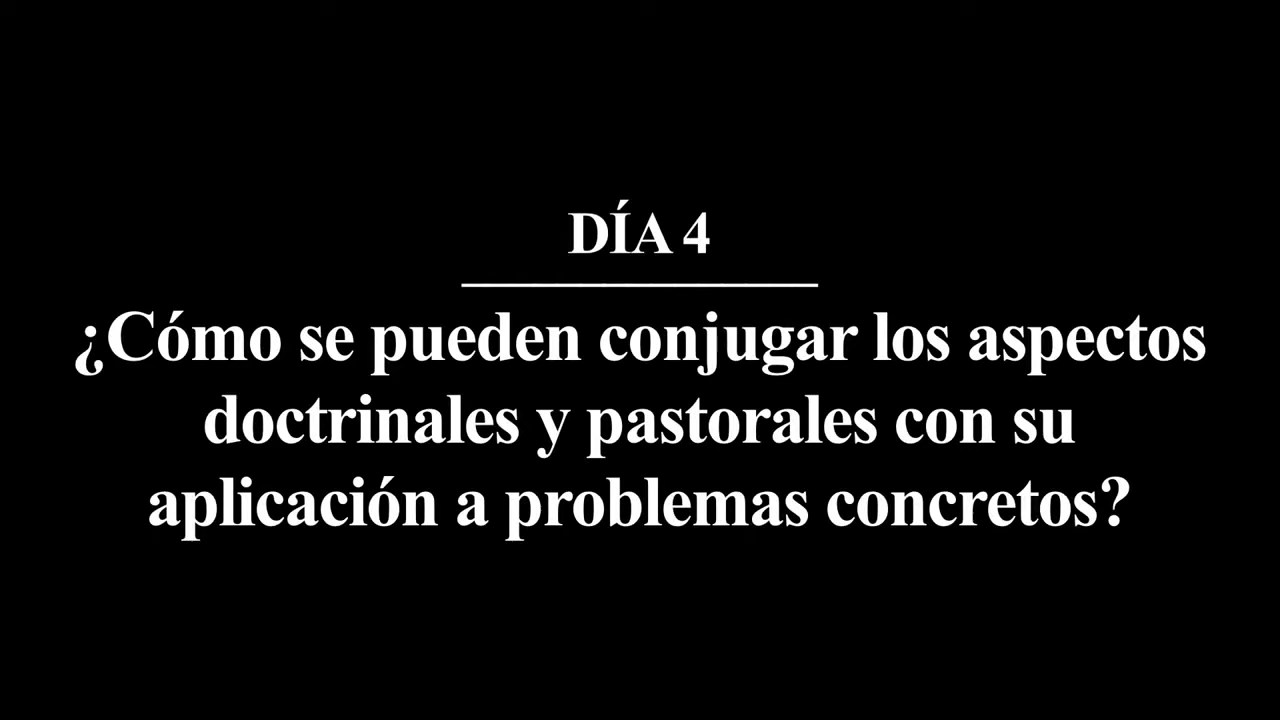 DÍA 4
¿Cómo se pueden conjugar los aspectos
doctrinales y pastorales con su
aplicación a problemas concretos?